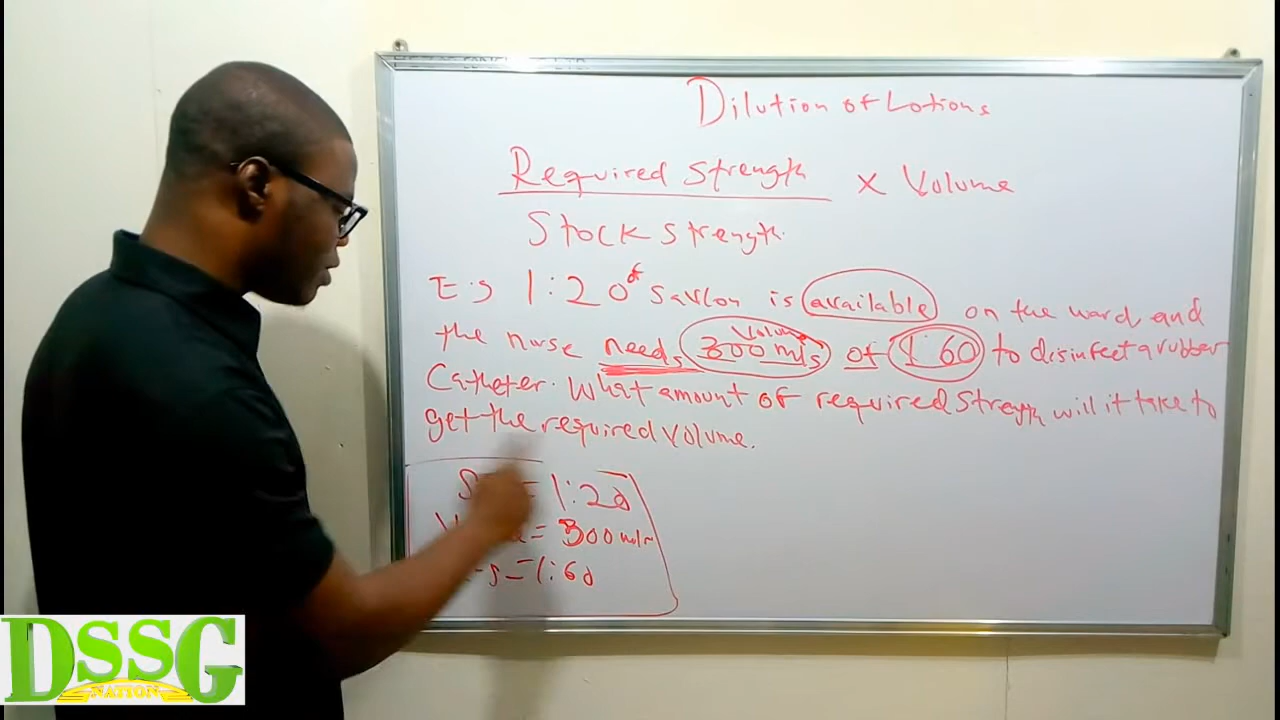 Dilution of Lotions
Required Strength x Volume
Stock strength.
E.g 1:20 of Savlon is available on the ward and
the nurse needs 300 mls of 1:60 to disinfect a rubber
Volume
Catheter. What amount of required Strength will it take to
get the required Volume.
= 1:20
= 300 mls
= 1:60
DSSG
NATION